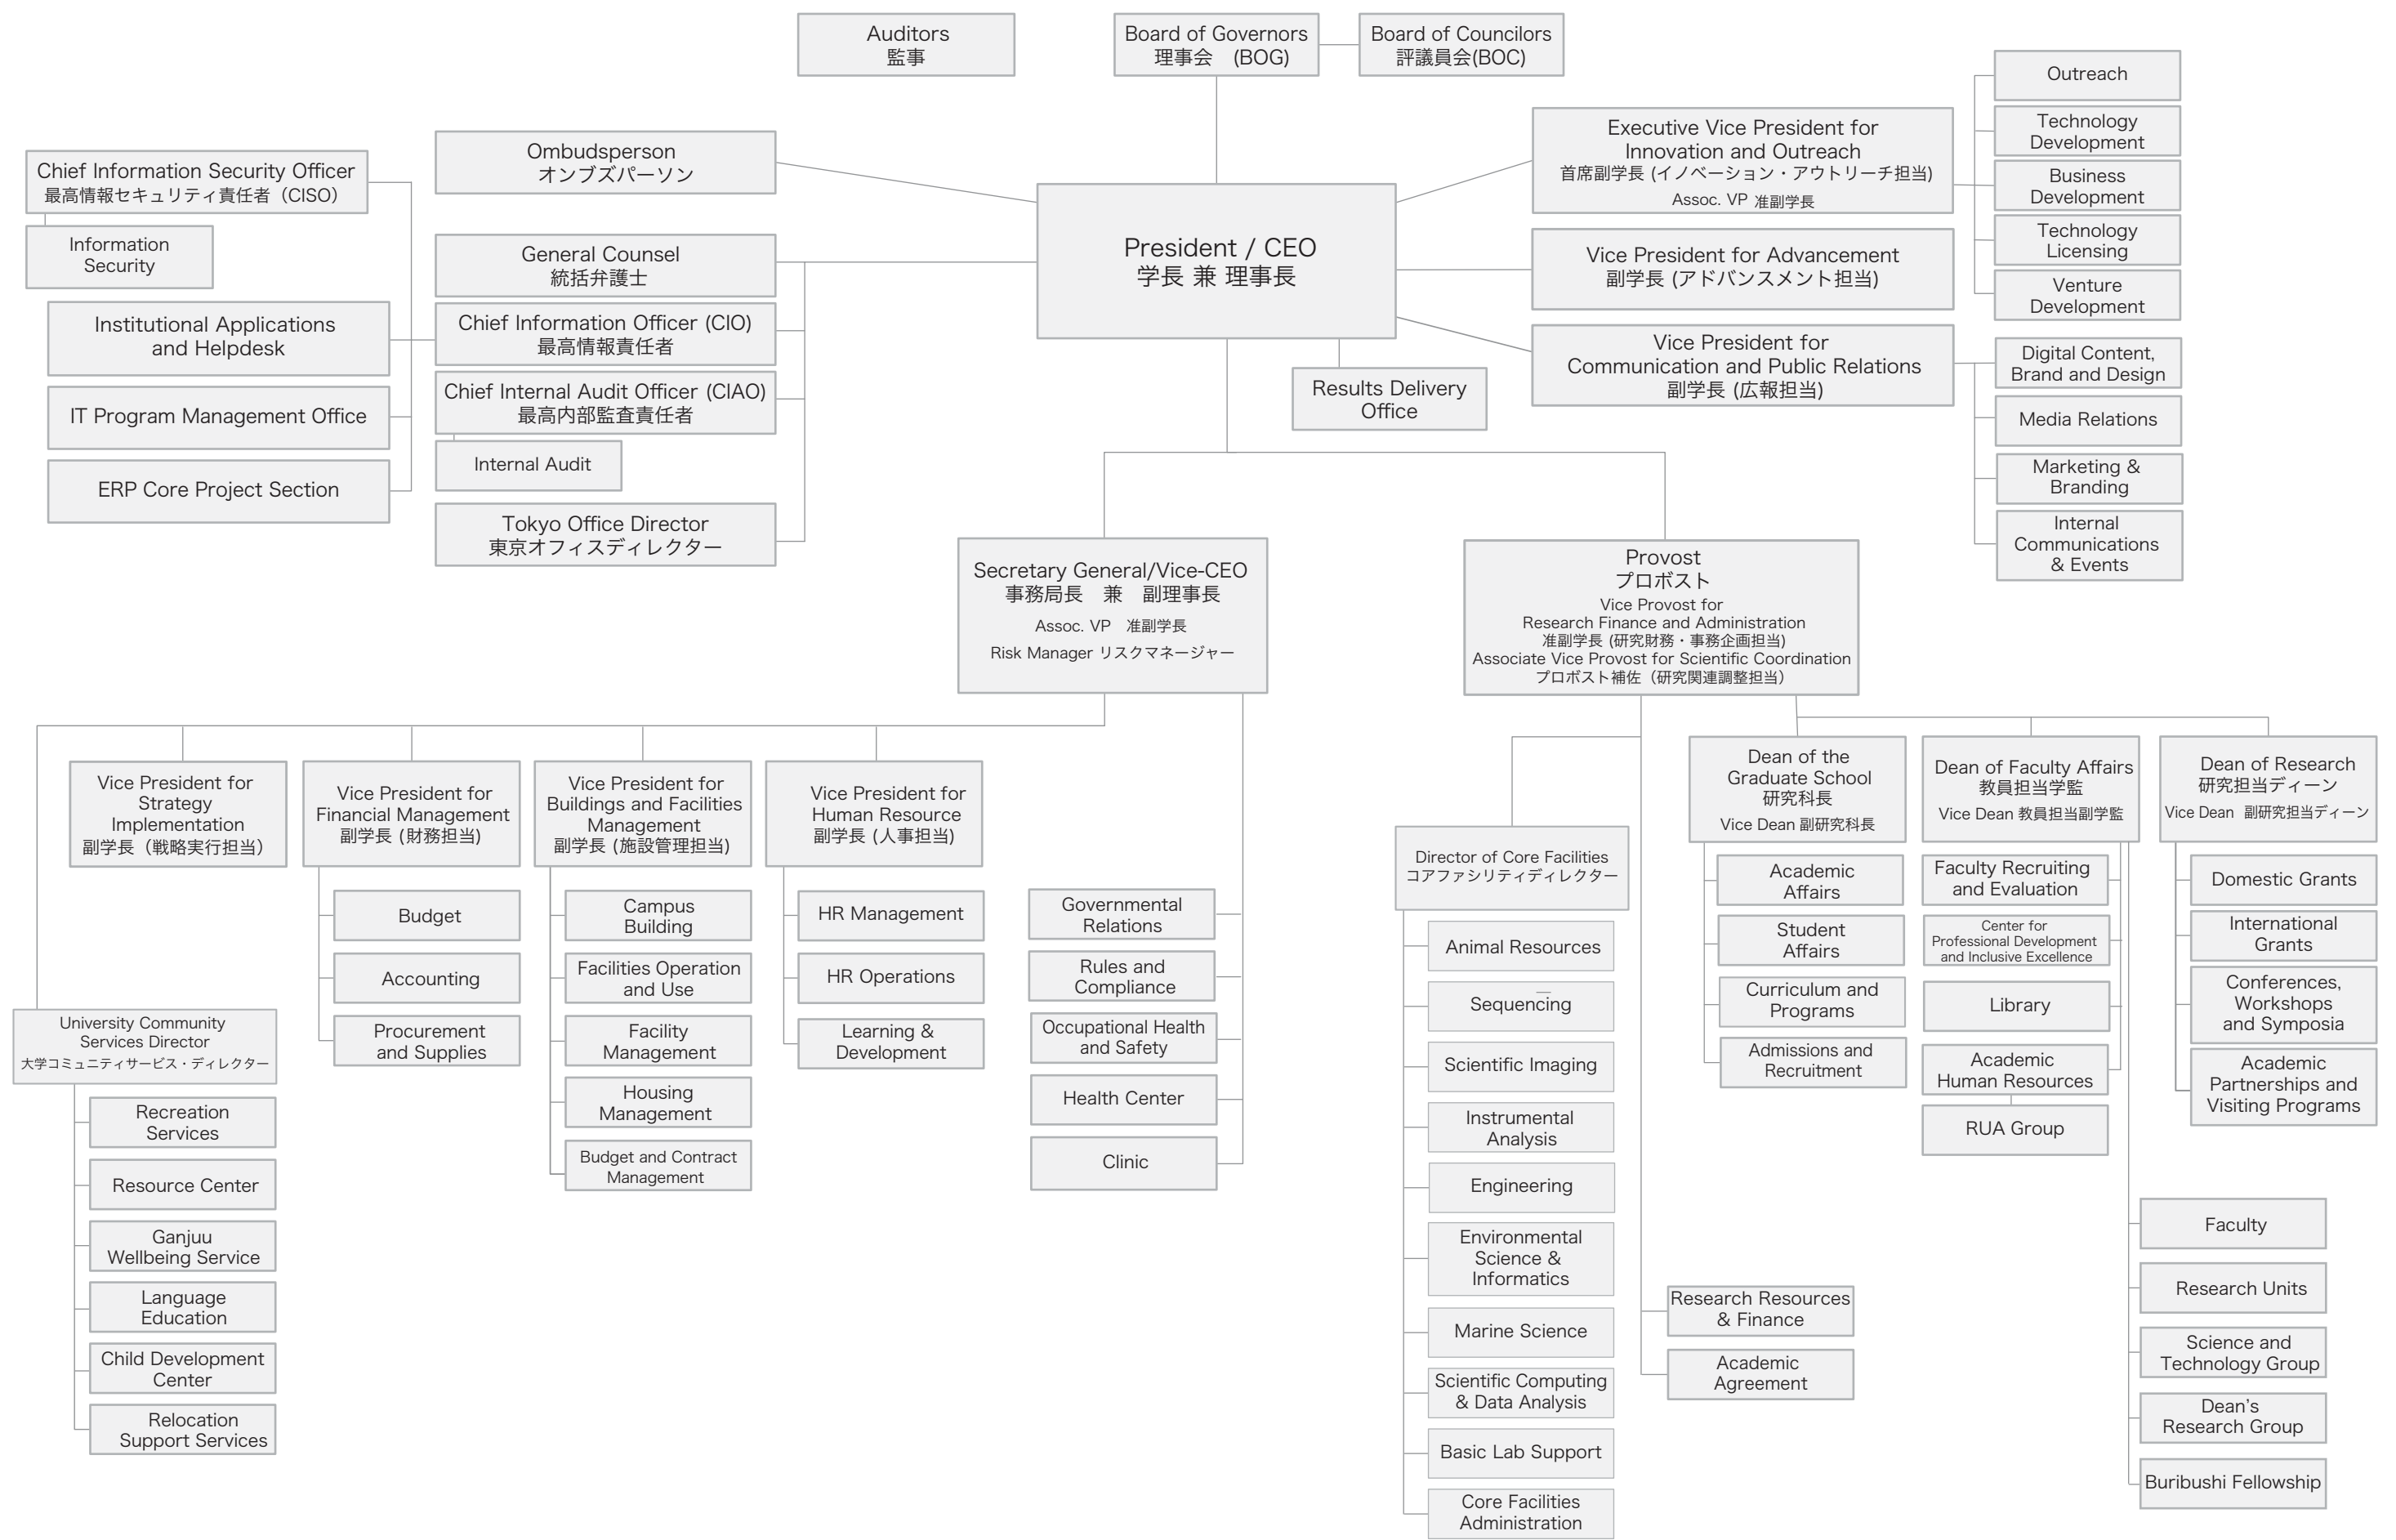 Auditors
監事
Board of Governors
理事会　(BOG)
Board of Councilors
評議員会(BOC)
Ombudsperson
オンブズパーソン
Chief Information Security Officer
最高情報セキュリティ責任者（CISO）
Information
Security
General Counsel
統括弁護士
Institutional Applications
and Helpdesk
Chief Information Officer (CIO)
最高情報責任者
Chief Internal Audit Officer (CIAO)
最高内部監査責任者
IT Program Management Office
Internal Audit
ERP Core Project Section
Tokyo Office Director
東京オフィスディレクター
President / CEO
学長 兼 理事長
Results Delivery
Office
Executive Vice President for
Innovation and Outreach
首席副学長 (イノベーション・アウトリーチ担当)
Assoc. VP 准副学長
Vice President for Advancement
副学長 (アドバンスメント担当)
Vice President for
Communication and Public Relations
副学長 (広報担当)
Outreach
Technology
Development
Business
Development
Technology
Licensing
Venture
Development
Digital Content,
Brand and Design
Media Relations
Marketing &
Branding
Internal
Communications
& Events
Secretary General/Vice-CEO
事務局長　兼　副理事長
Assoc. VP　准副学長
Risk Manager リスクマネージャー
Provost
プロボスト
Vice Provost for
Research Finance and Administration
准副学長 (研究財務・事務企画担当)
Associate Vice Provost for Scientific Coordination
プロボスト補佐（研究関連調整担当）
Vice President for
Strategy
Implementation
副学長（戦略実行担当）
Vice President for
Financial Management
副学長 (財務担当)
Budget
Accounting
Procurement
and Supplies
Vice President for
Buildings and Facilities
Management
副学長 (施設管理担当)
Campus
Building
Facilities Operation
and Use
Facility
Management
Housing
Management
Budget and Contract
Management
Vice President for
Human Resource
副学長 (人事担当)
HR Management
HR Operations
Learning &
Development
Governmental
Relations
Rules and
Compliance
Occupational Health
and Safety
Health Center
Clinic
University Community
Services Director
大学コミュニティサービス・ディレクター
Recreation
Services
Resource Center
Ganjuu
Wellbeing Service
Language
Education
Child Development
Center
Relocation
Support Services
Director of Core Facilities
コアファシリティディレクター
Animal Resources
Sequencing
Scientific Imaging
Instrumental
Analysis
Engineering
Environmental
Science &
Informatics
Marine Science
Scientific Computing
& Data Analysis
Basic Lab Support
Core Facilities
Administration
Research Resources
& Finance
Academic
Agreement
Dean of the
Graduate School
研究科長
Vice Dean 副研究科長
Academic
Affairs
Student
Affairs
Curriculum and
Programs
Admissions and
Recruitment
Dean of Faculty Affairs
教員担当学監
Vice Dean 教員担当副学監
Faculty Recruiting
and Evaluation
Center for
Professional Development
and Inclusive Excellence
Library
Academic
Human Resources
RUA Group
Faculty
Research Units
Science and
Technology Group
Dean's
Research Group
Buribushi Fellowship
Dean of Research
研究担当ディーン
Vice Dean 副研究担当ディーン
Domestic Grants
International
Grants
Conferences,
Workshops
and Symposia
Academic
Partnerships and
Visiting Programs